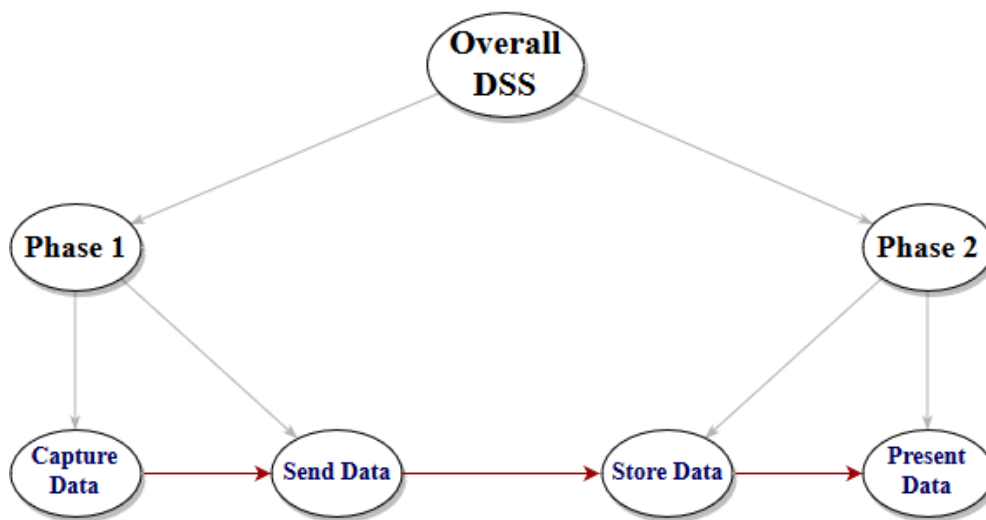 Overall
DSS
Phase 1
Phase 2
Capture
Data
Send Data
Store Data
Present
Data